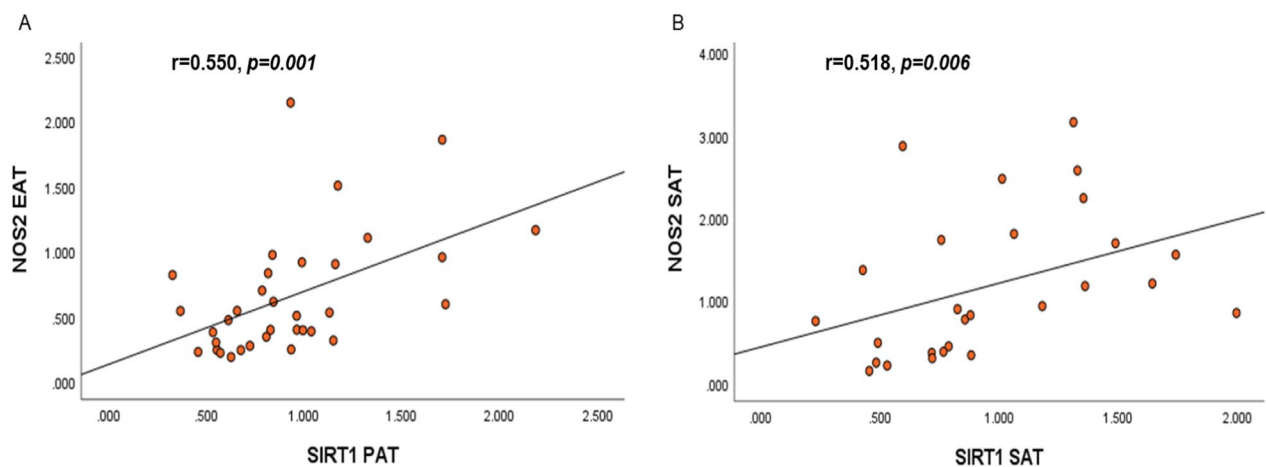 A
r=0.550, p=0.001
NOS2 EAT
2.500
2.000
1.500
1.000
.500
.000
.000 .500 1.000 1.500 2.000 2.500
SIRT1 PAT
B
r=0.518, p=0.006
NOS2 SAT
4.000
3.000
2.000
1.000
.000
.000 .500 1.000 1.500 2.000
SIRT1 SAT